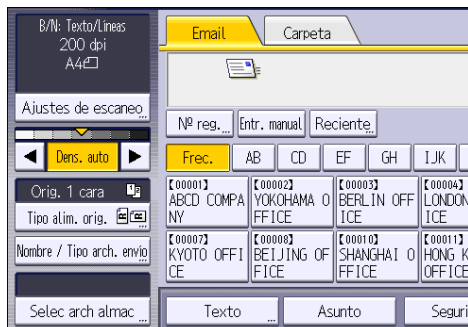 B/N: Texto/Líneas
200 dpi
A4
Ajustes de escaneo
Dens. auto
Orig. 1 cara
Tipo alim. orig.
Nombre / Tipo arch. envío
Selec arch almac
Email Carpeta
Nº reg. Entr. manual Reciente
Frec. AB CD EF GH IJK
[00001] [00002] [00003] [00004]
ABCD COMPA YOKOHAMA O BERLIN OFF LONDON
NY FFICE ICE ICE
[00007] [00008] [00010] [00011]
KYOTO OFFI BEIJING OF SHANGHAI O HONG K
CE FICE FFICE OFFICE
Texto Asunto Seguri